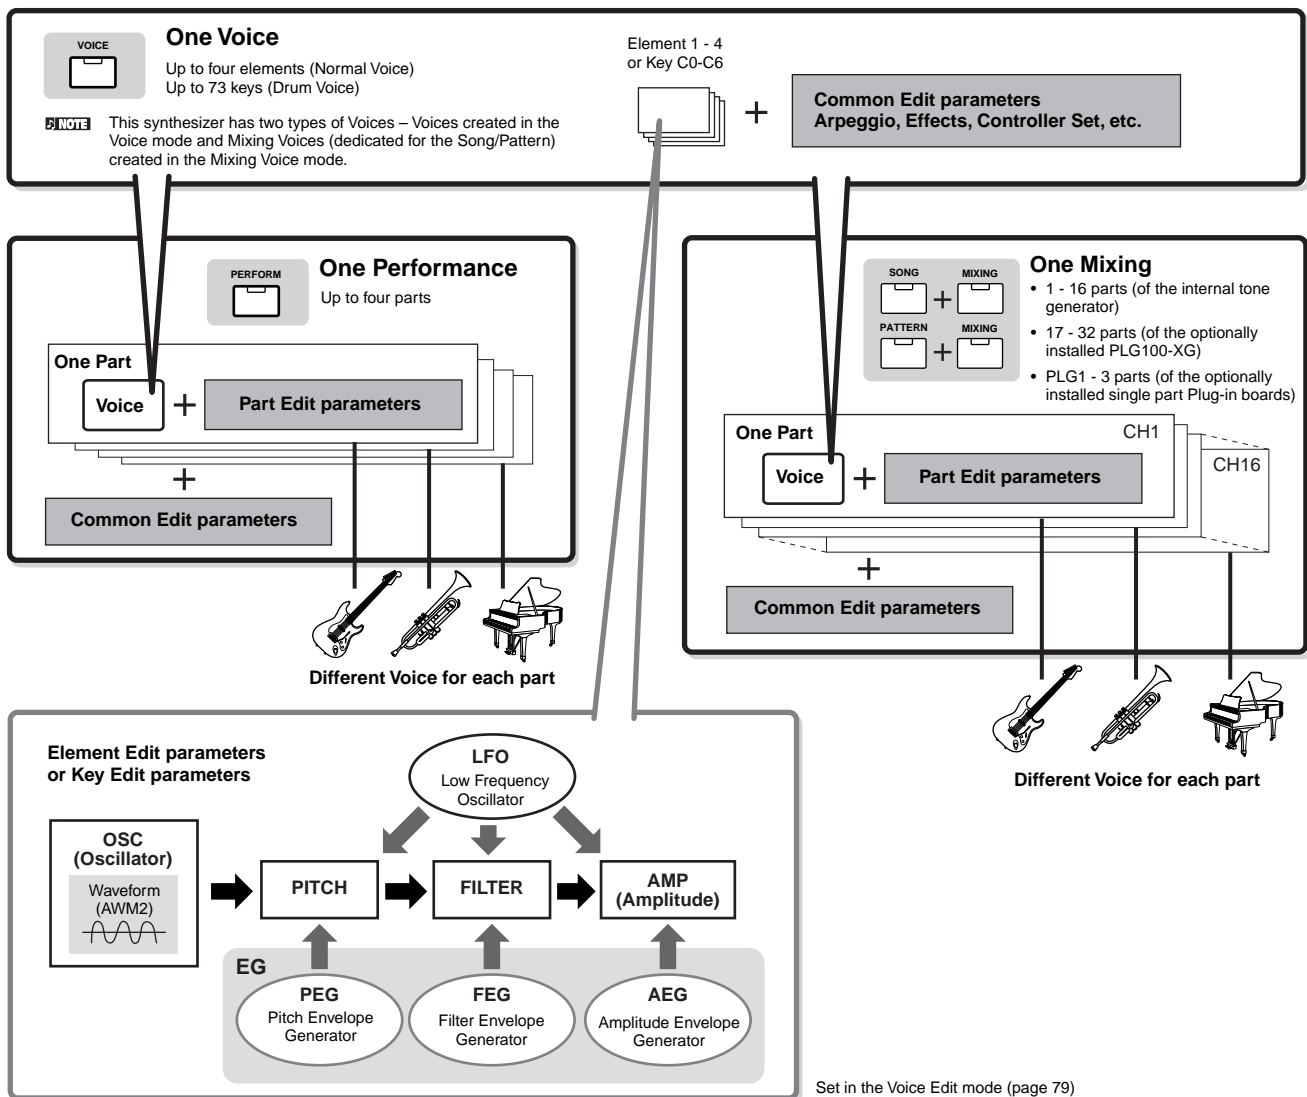 VOICE
One Voice
Up to four elements (Normal Voice)
Up to 73 keys (Drum Voice)
NOTE
This synthesizer has two types of Voices – Voices created in the
Voice mode and Mixing Voices (dedicated for the Song/Pattern)
created in the Mixing Voice mode.
Element 1 - 4
or Key C0-C6
+
Common Edit parameters
Arpeggio, Effects, Controller Set, etc.
PERFORM
One Performance
Up to four parts
One Part
Voice
+
Part Edit parameters
+
Common Edit parameters
Different Voice for each part
SONG
+
MIXING
PATTERN
+
MIXING
One Mixing
• 1 - 16 parts (of the internal tone
generator)
• 17 - 32 parts (of the optionally
installed PLG100-XG)
• PLG1 - 3 parts (of the optionally
installed single part Plug-in boards)
One Part
CH1
CH16
Voice
+
Part Edit parameters
+
Common Edit parameters
Different Voice for each part
Element Edit parameters
or Key Edit parameters
LFO
Low Frequency
Oscillator
OSC
(Oscillator)
Waveform
(AWM2)
PITCH
FILTER
AMP
(Amplitude)
EG
PEG
Pitch Envelope
Generator
FEG
Filter Envelope
Generator
AEG
Amplitude Envelope
Generator
Set in the Voice Edit mode (page 79)